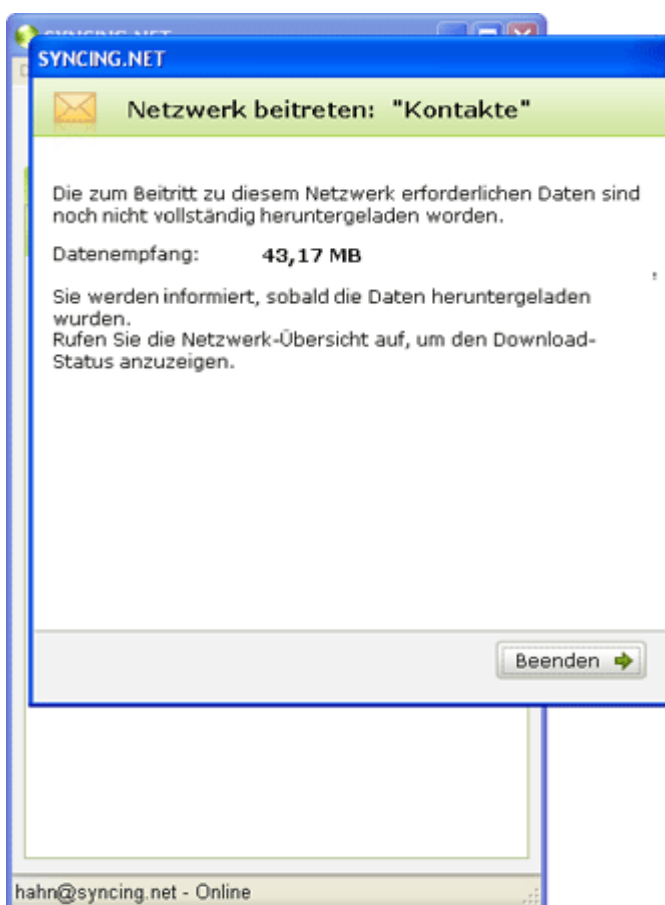 SYNCING.NET
SYNCING.NET
Netzwerk beitreten: "Kontakte"
Die zum Beitritt zu diesem Netzwerk erforderlichen Daten sind
noch nicht vollständig heruntergeladen worden.
Datenempfang: 43,17 MB
Sie werden informiert, sobald die Daten heruntergeladen
wurden.
Rufen Sie die Netzwerk-Übersicht auf, um den Download-
Status anzuzeigen.
Beenden
hahn@syncing.net - Online